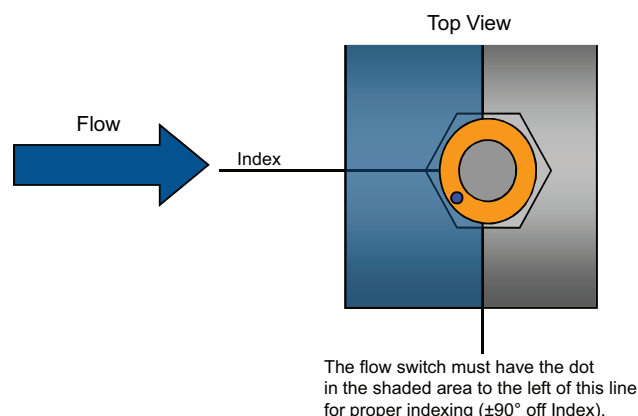 Top View
Flow
Index
The flow switch must have the dot
in the shaded area to the left of this line
for proper indexing (±90° off Index).